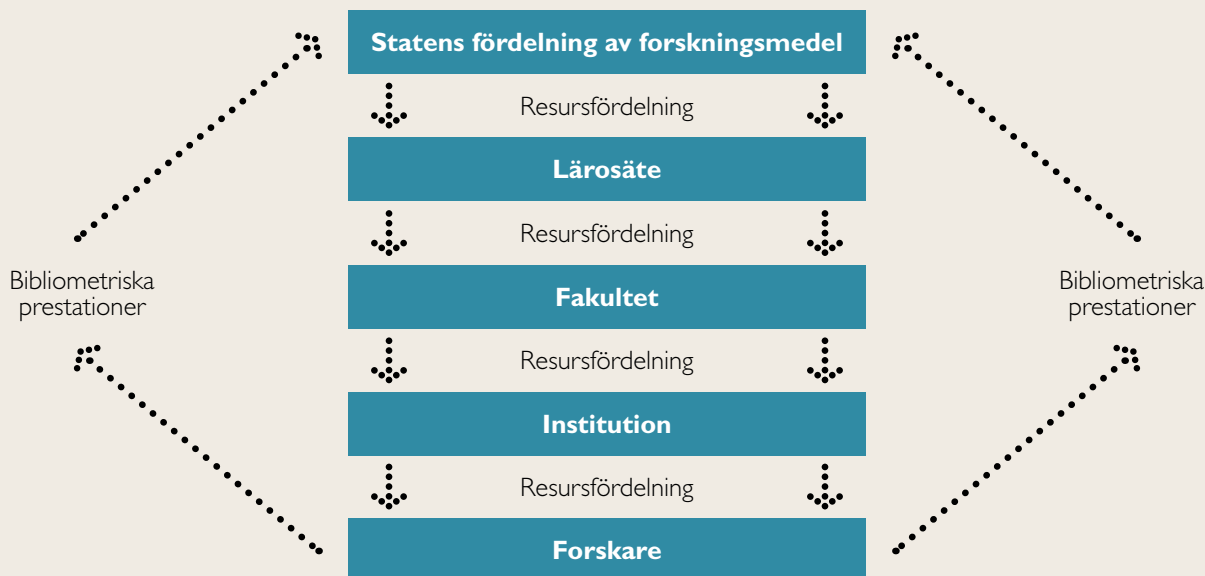 Statens fördelning av forskningsmedel
Resursfördelning
Lärosäte
Resursfördelning
Bibliometriska
prestationer
Fakultet
Bibliometriska
prestationer
Resursfördelning
Institution
Resursfördelning
Forskare